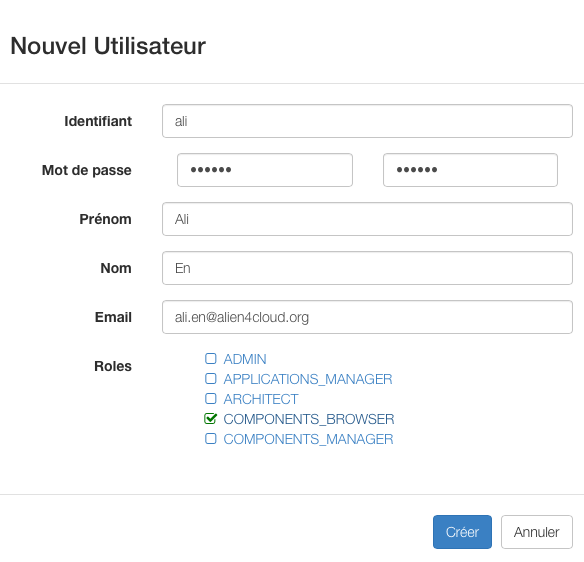 Nouvel Utilisateur
Identifiant ali
Mot de passe •••••• ••••••
Prénom Ali
Nom En
Email ali.en@alien4cloud.org
Roles ADMIN
APPLICATIONS_MANAGER
ARCHITECT
COMPONENTS_BROWSER
COMPONENTS_MANAGER
Créer Annuler